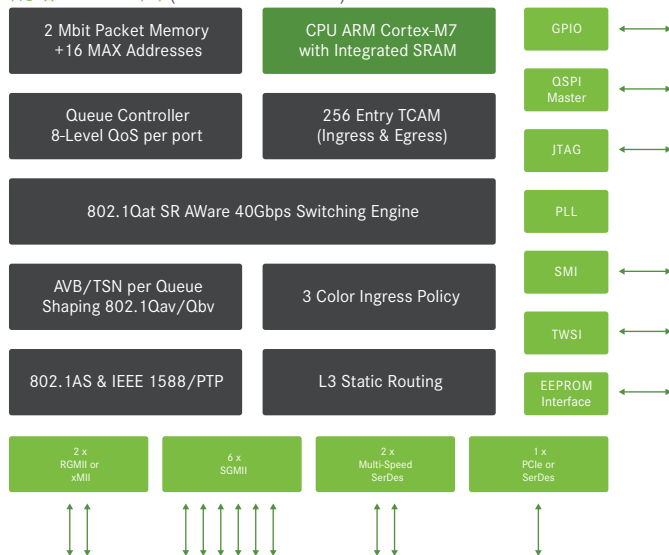 2 Mbit Packet Memory
+16 MAX Addresses
CPU ARM Cortex-M7
with Integrated SRAM
GPIO
QSPI
Master
Queue Controller
8-Level QoS per port
256 Entry TCAM
(Ingress & Egress)
JTAG
802.1Qat SR AWare 40Gbps Switching Engine
PLL
SMI
AVB/TSN per Queue
Shaping 802.1Qav/Qbv
3 Color Ingress Policy
TWSI
802.1AS & IEEE 1588/PTP
L3 Static Routing
EEPROM
Interface
2 x
RGMII or
xMII
6 x
SGMII
2 x
Multi-Speed
SerDes
1 x
PCIe or
SerDes